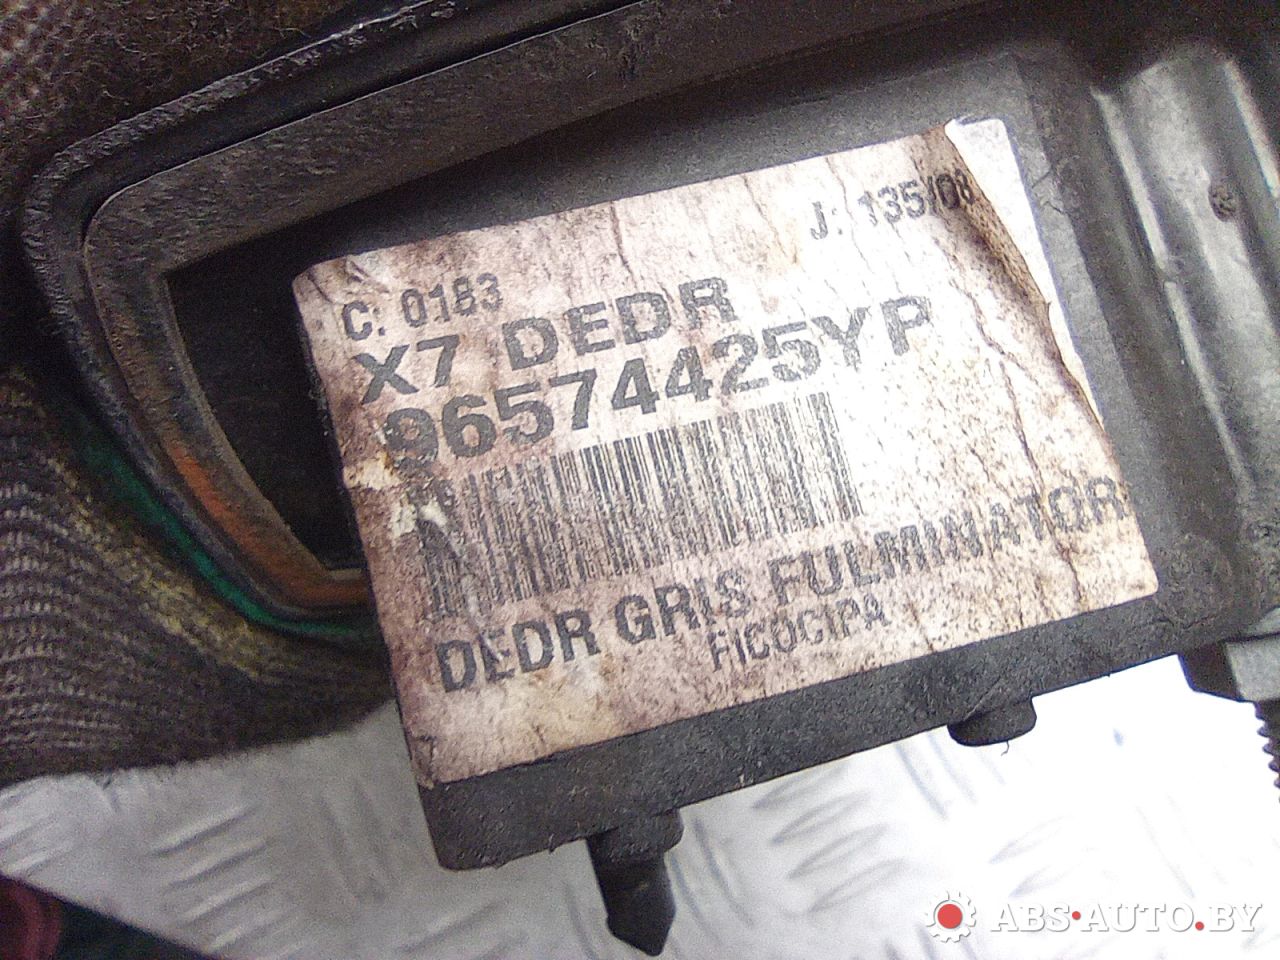 J: 135/08
C: 0183
X7 DEDR
96574425YP
DEDR GRIS FULMINATOR
FICOCIPA
ABS-AUTO.BY